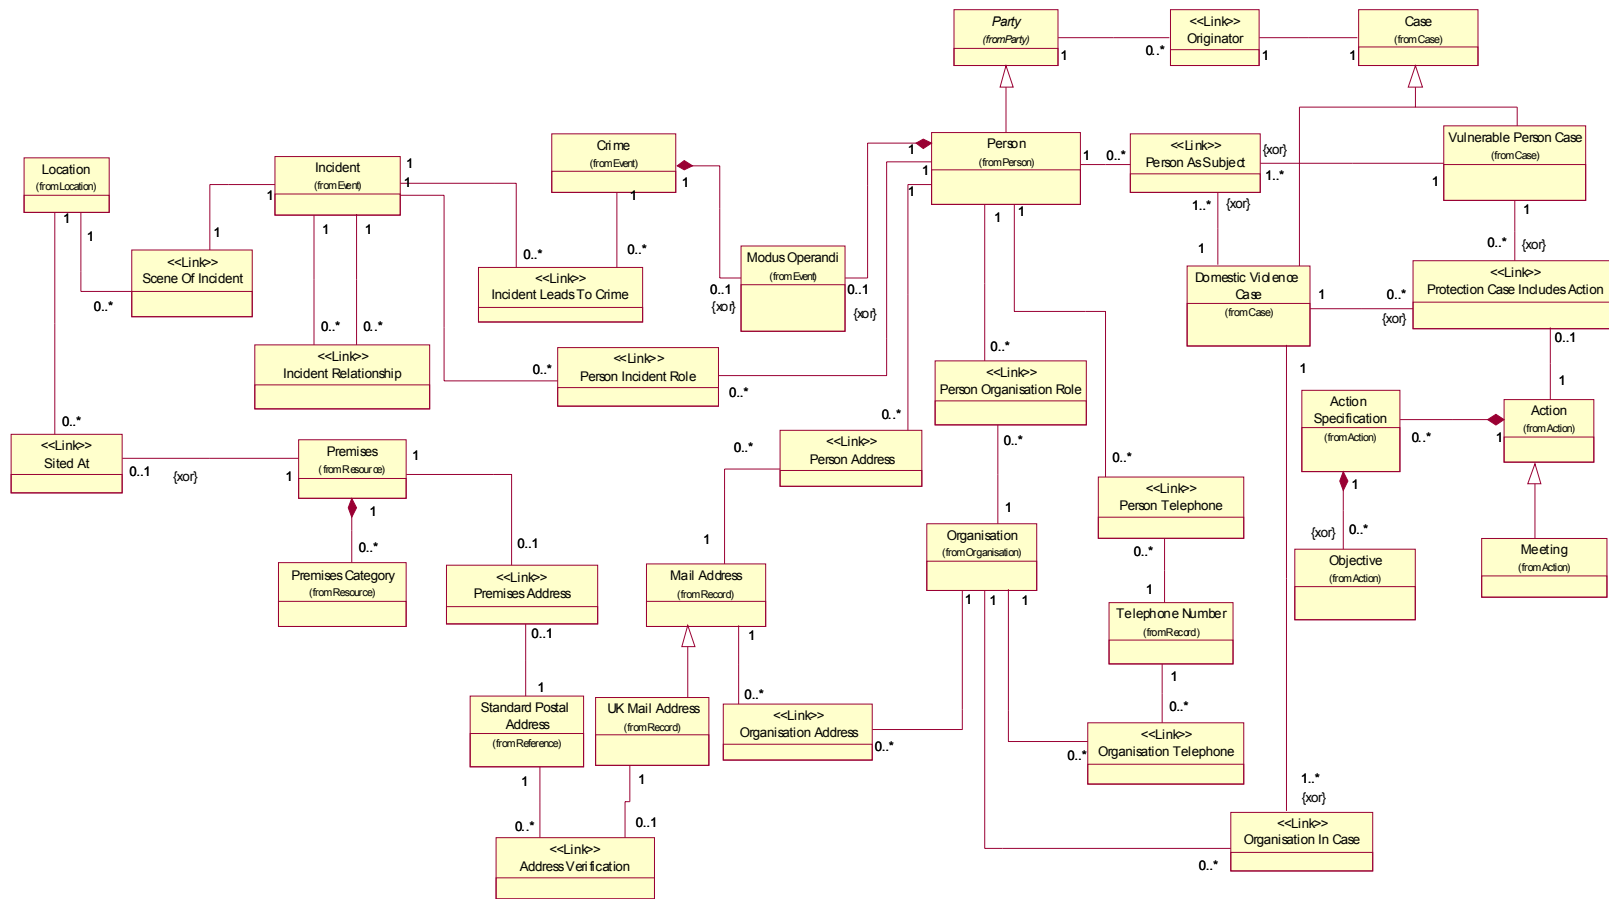 Party
(from Party)
1
0..*
<<Link>>
Originator
1
1
Case
(from Case)
Location
(from Location)
1
1
Incident
(from Event)
1
1
1
1
1
Crime
(from Event)
1
1
Person
(from Person)
1
1
1
1
1
1
0..*
<<Link>>
Person As Subject
{xor}
1..*
1..*
{xor}
1
Vulnerable Person Case
(from Case)
1
1
0..*
{xor}
<<Link>>
Scene Of Incident
1
0..*
0..*
0..*
<<Link>>
Incident Leads To Crime
Modus Operandi
(from Event)
0..1
{xor}
0..1
{xor}
1
Domestic Violence
Case
(from Case)
1
0..*
{xor}
<<Link>>
Protection Case Includes Action
0..1
0..*
0..*
<<Link>>
Incident Relationship
0..*
<<Link>>
Person Incident Role
0..*
0..*
<<Link>>
Person Organisation Role
0..*
1
1
Action
Specification
(from Action)
0..*
1
Action
(from Action)
1
0..*
<<Link>>
Sited At
0..1
{xor}
1
Premises
(from Resource)
1
1
0..*
0..*
0..*
<<Link>>
Person Address
0..*
<<Link>>
Person Telephone
0..*
1
{xor}
0..*
Objective
(from Action)
Meeting
(from Action)
0..*
Premises Category
(from Resource)
0..1
<<Link>>
Premises Address
0..1
1
Mail Address
(from Record)
1
1
Organisation
(from Organisation)
1
1
1
1
Telephone Number
(from Record)
1
1
Standard Postal
Address
(from Reference)
1
UK Mail Address
(from Record)
1
0..*
<<Link>>
Organisation Address
0..*
0..*
0..*
<<Link>>
Organisation Telephone
1..*
{xor}
0..*
0..1
<<Link>>
Address Verification
<<Link>>
Organisation In Case
0..*